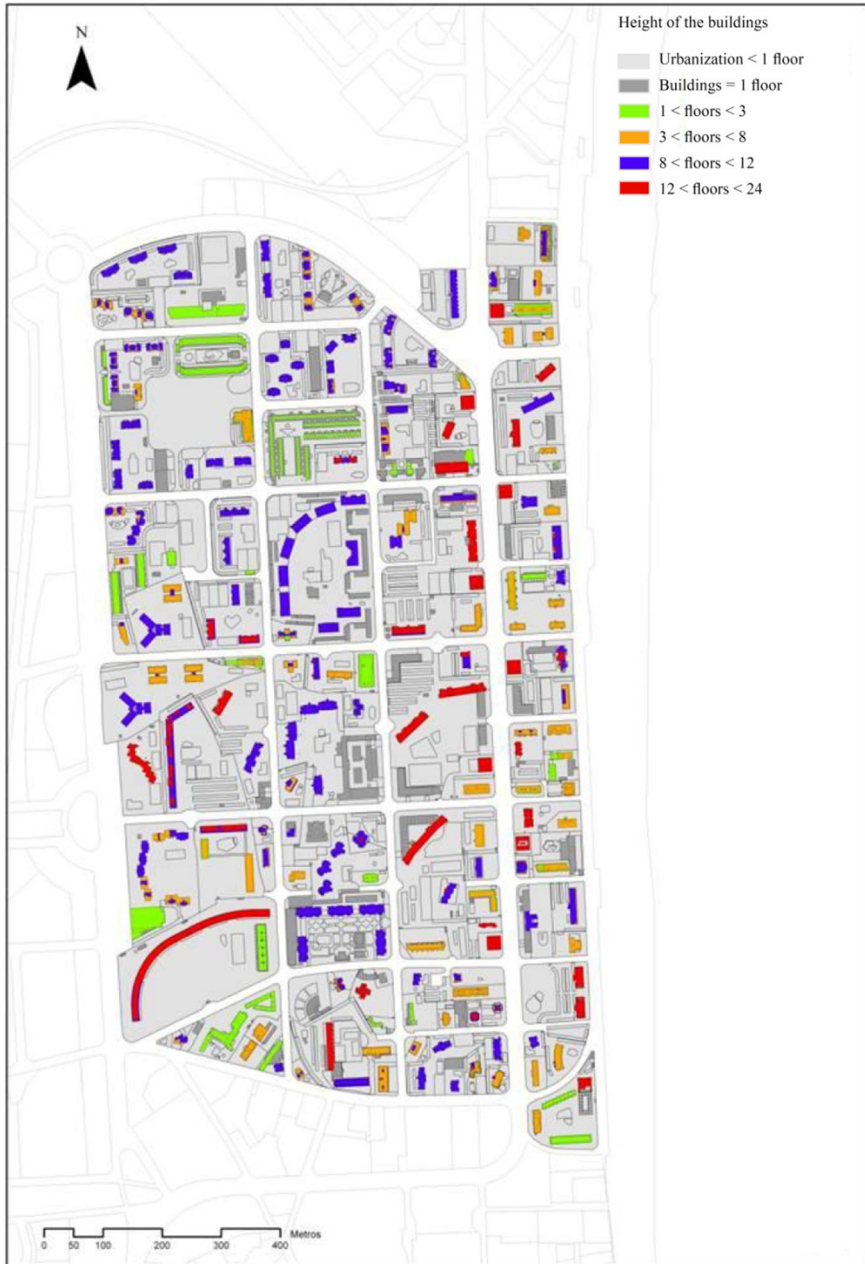 Height of the buildings
N
Urbanization < 1 floor
Buildings = 1 floor
1 < floors < 3
3 < floors < 8
8 < floors < 12
12 < floors < 24
Metros
0 50 100 200 300 400